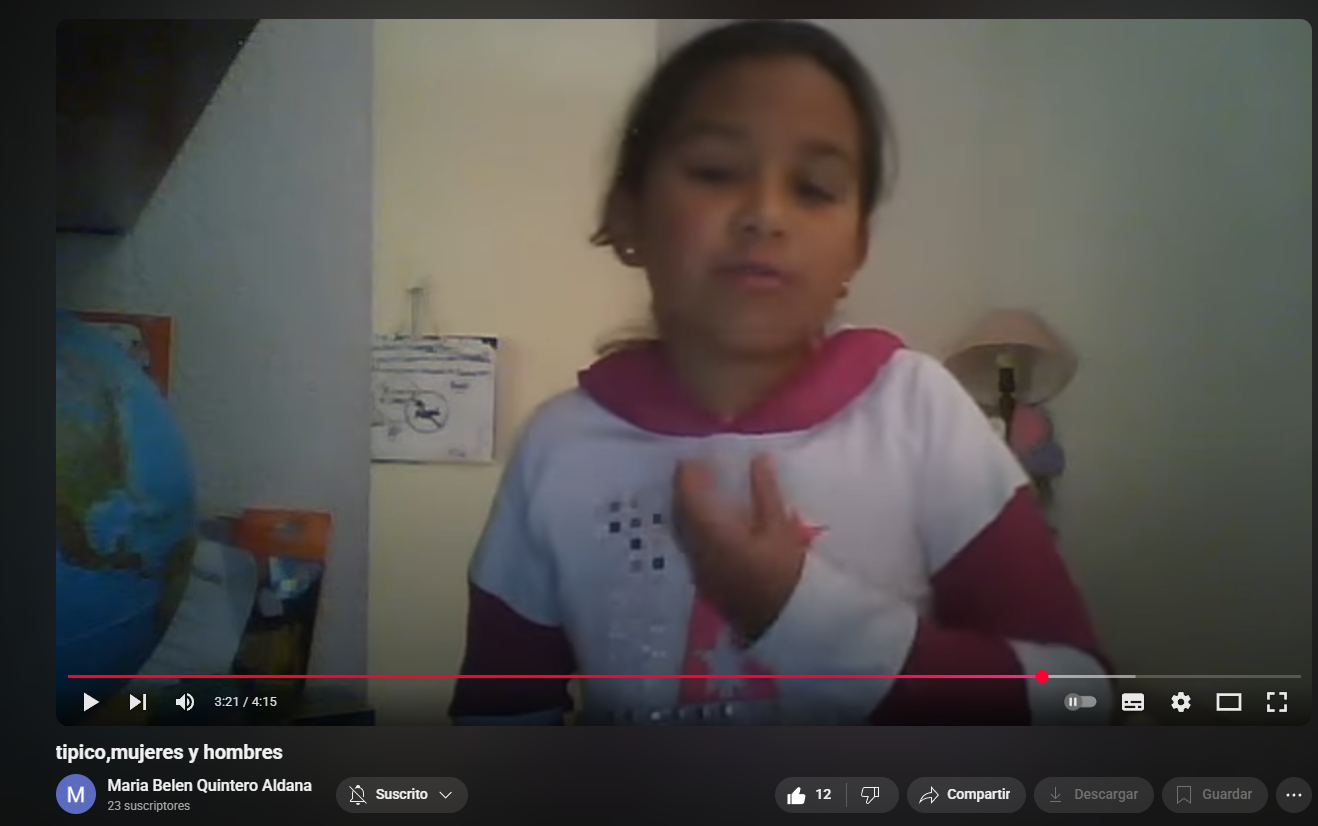 3:21 / 4:15
tipico,mujeres y hombres
M
Maria Belen Quintero Aldana
23 suscriptores
Suscrito
12
Compartir
Descargar
Guardar